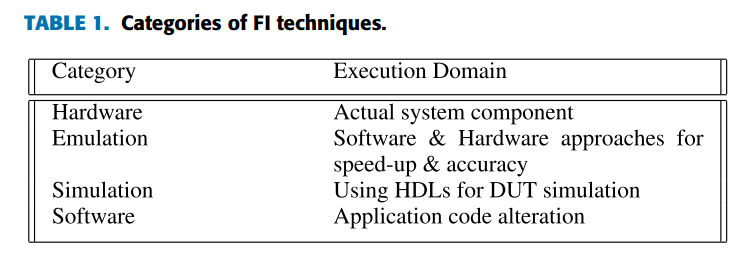 TABLE 1. Categories of FI techniques.
Category Execution Domain
Hardware Actual system component
Emulation Software & Hardware approaches for
speed-up & accuracy
Simulation Using HDLs for DUT simulation
Software Application code alteration